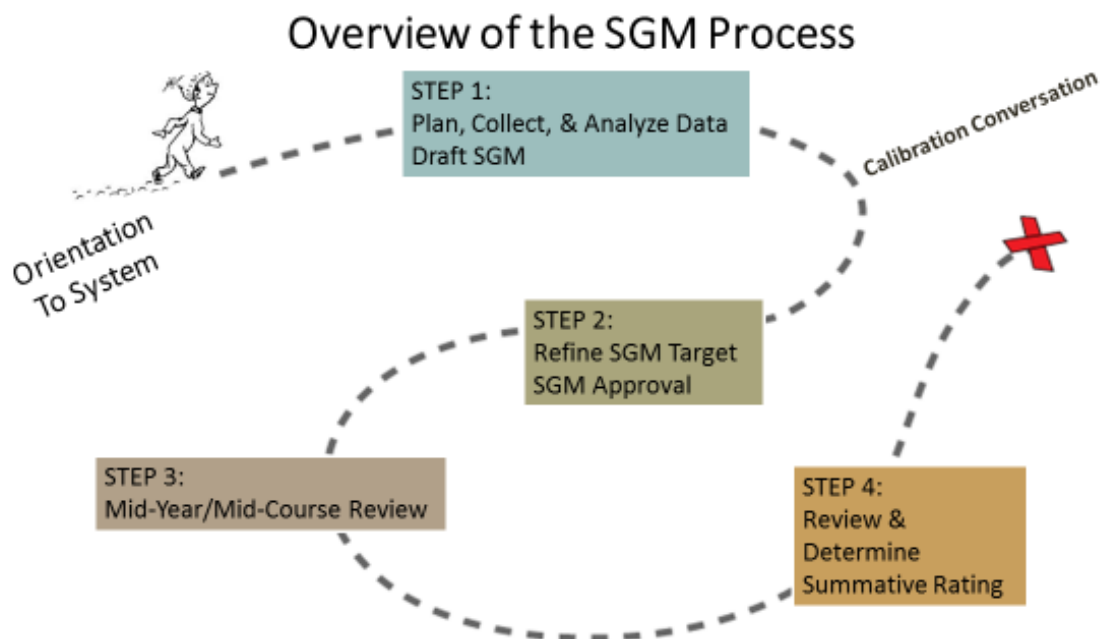 Overview of the SGM Process
Orientation
To System
STEP 1:
Plan, Collect, & Analyze Data
Draft SGM
Calibration Conversation
STEP 2:
Refine SGM Target
SGM Approval
STEP 3:
Mid-Year/Mid-Course Review
STEP 4:
Review &
Determine
Summative Rating